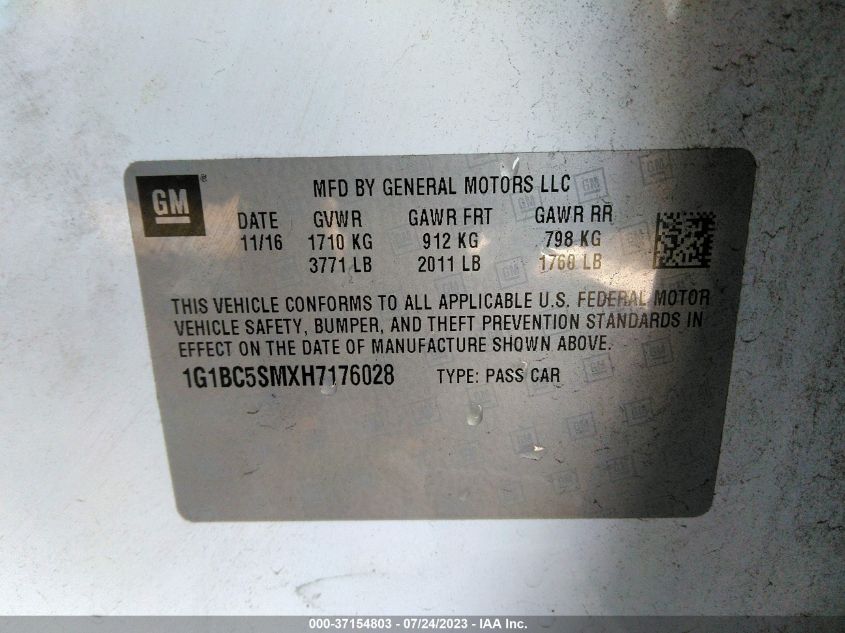 GM ®
MFD BY GENERAL MOTORS LLC
DATE GVWR GAWR FRT GAWR RR
11/16 1710 KG 912 KG 798 KG
3771 LB 2011 LB 1760 LB
THIS VEHICLE CONFORMS TO ALL APPLICABLE U.S. FEDERAL MOTOR
VEHICLE SAFETY, BUMPER, AND THEFT PREVENTION STANDARDS IN
EFFECT ON THE DATE OF MANUFACTURE SHOWN ABOVE.
1G1BC5SMXH7176028 TYPE: PASS CAR
000-37154803 - 07/24/2023 - IAA Inc.